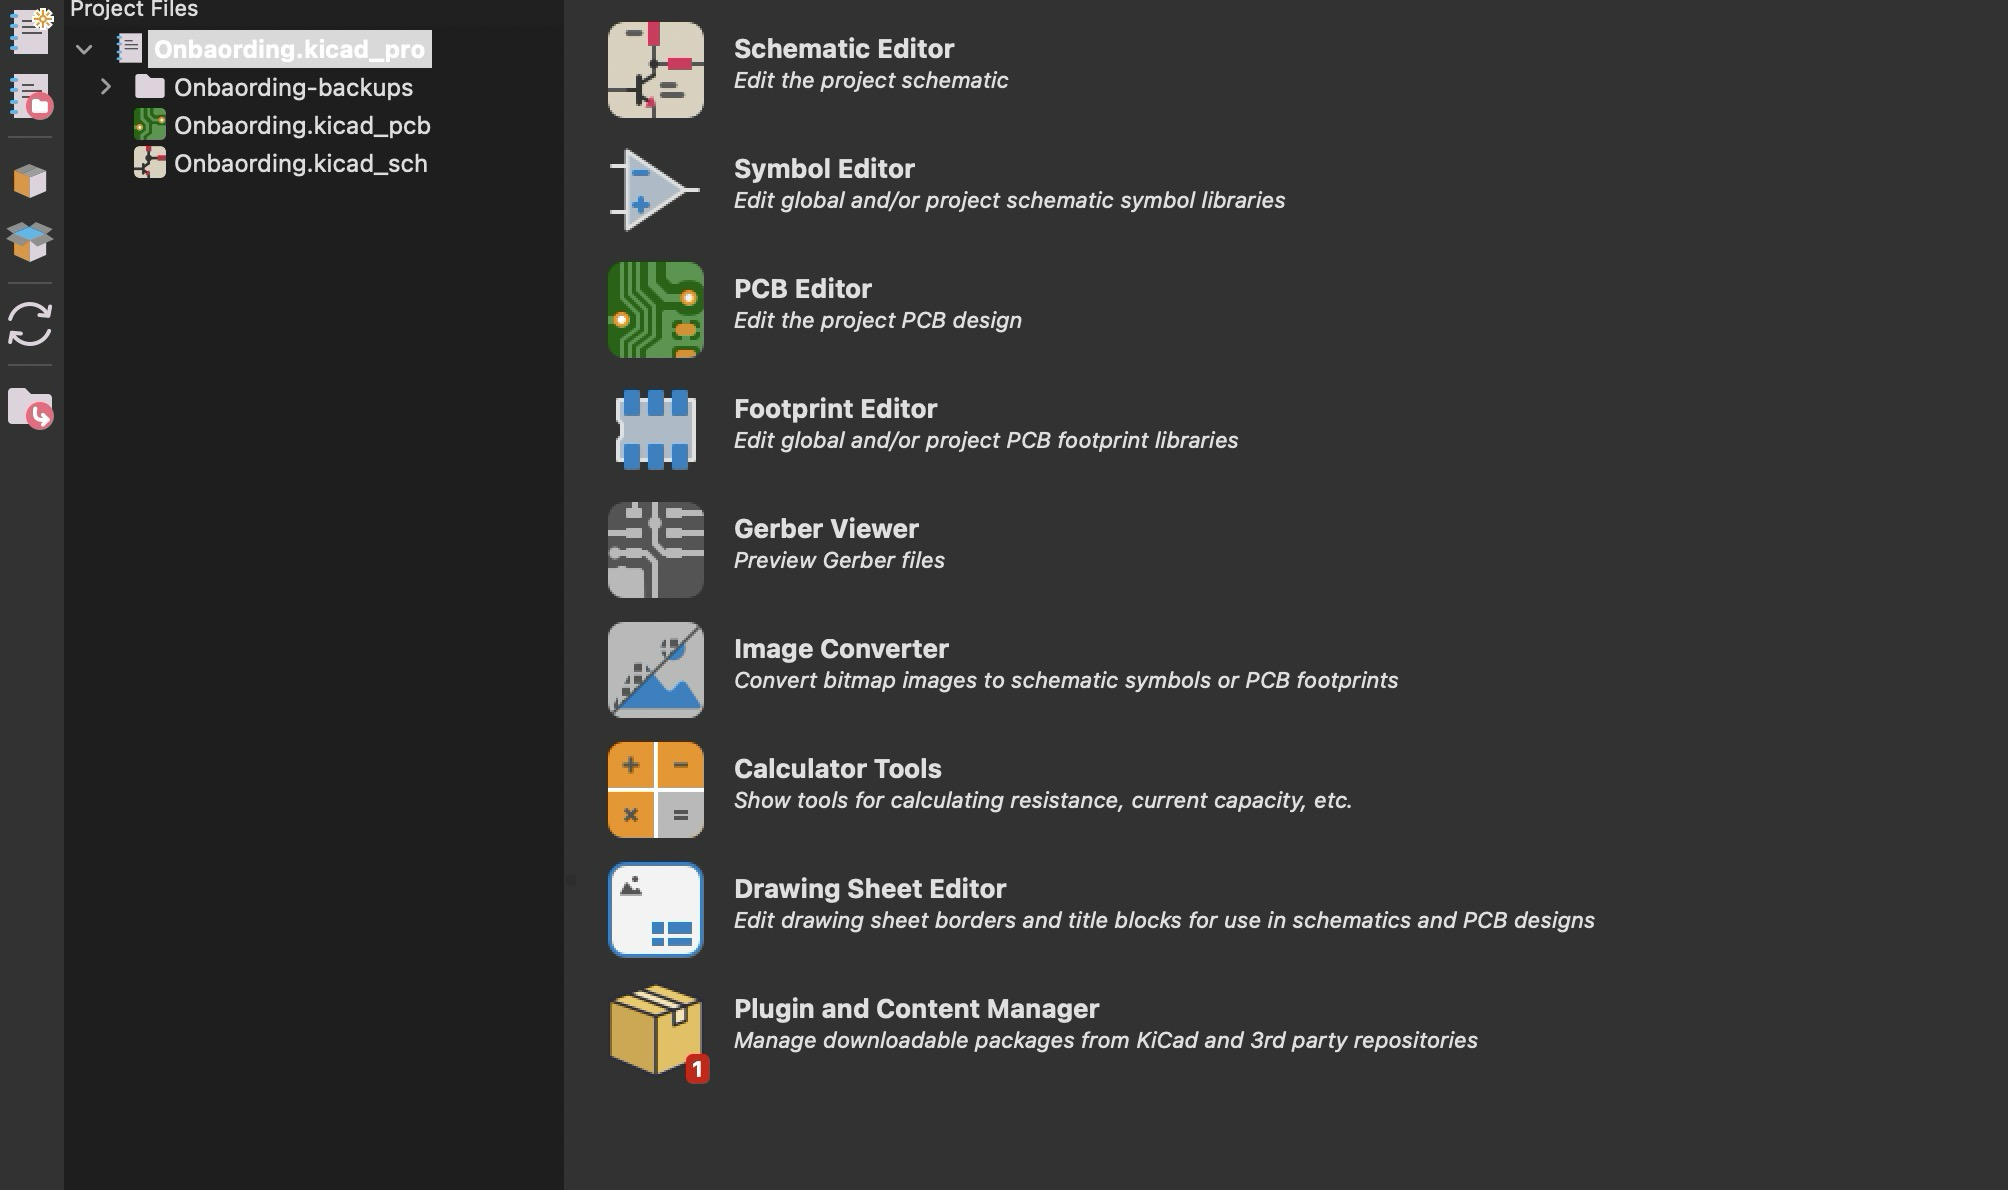 Project Files
Onbaording.kicad_pro
Onbaording-backups
Onbaording.kicad_pcb
Onbaording.kicad_sch
Schematic Editor
Edit the project schematic
Symbol Editor
Edit global and/or project schematic symbol libraries
PCB Editor
Edit the project PCB design
Footprint Editor
Edit global and/or project PCB footprint libraries
Gerber Viewer
Preview Gerber files
Image Converter
Convert bitmap images to schematic symbols or PCB footprints
Calculator Tools
Show tools for calculating resistance, current capacity, etc.
Drawing Sheet Editor
Edit drawing sheet borders and title blocks for use in schematics and PCB designs
Plugin and Content Manager
Manage downloadable packages from KiCad and 3rd party repositories
1